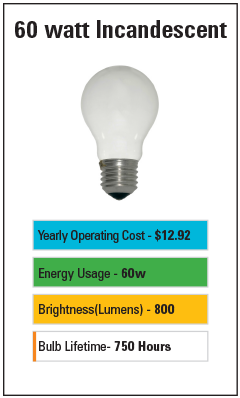 60 watt Incandescent
Yearly Operating Cost - $12.92
Energy Usage - 60w
Brightness(Lumens) - 800
Bulb Lifetime- 750 Hours